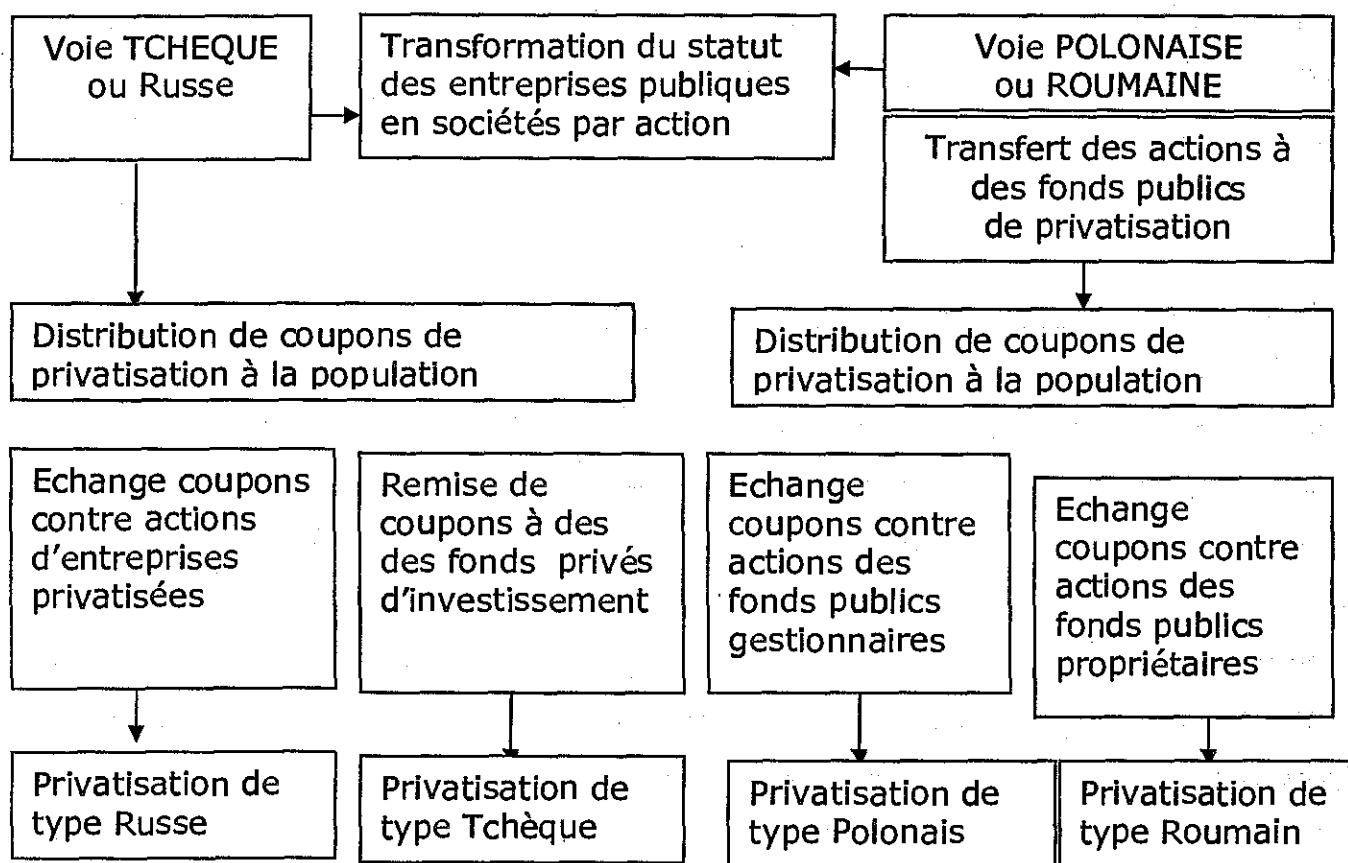 Voie TCHEQUE
ou Russe
Transformation du statut
des entreprises publiques
en sociétés par action
Voie POLONAISE
ou ROUMAINE
Transfert des actions à
des fonds publics
de privatisation
Distribution de coupons de
privatisation à la population
Distribution de coupons de
privatisation à la population
Echange coupons
contre actions
d'entreprises
privatisées
Remise de
coupons à des
des fonds privés
d'investissement
Echange
coupons contre
actions des
fonds publics
gestionnaires
Echange
coupons contre
actions des
fonds publics
propriétaires
Privatisation de
type Russe
Privatisation de
type Tchèque
Privatisation de
type Polonais
Privatisation de
type Roumain